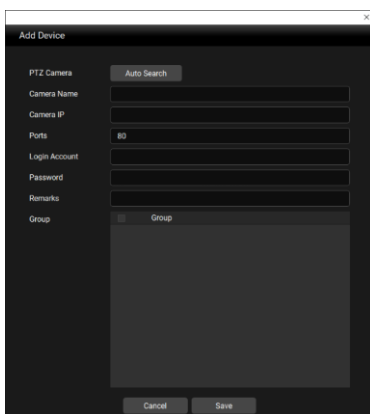 Add Device
PTZ Camera Auto Search
Camera Name
Camera IP
Ports 80
Login Account
Password
Remarks
Group Group
Cancel Save